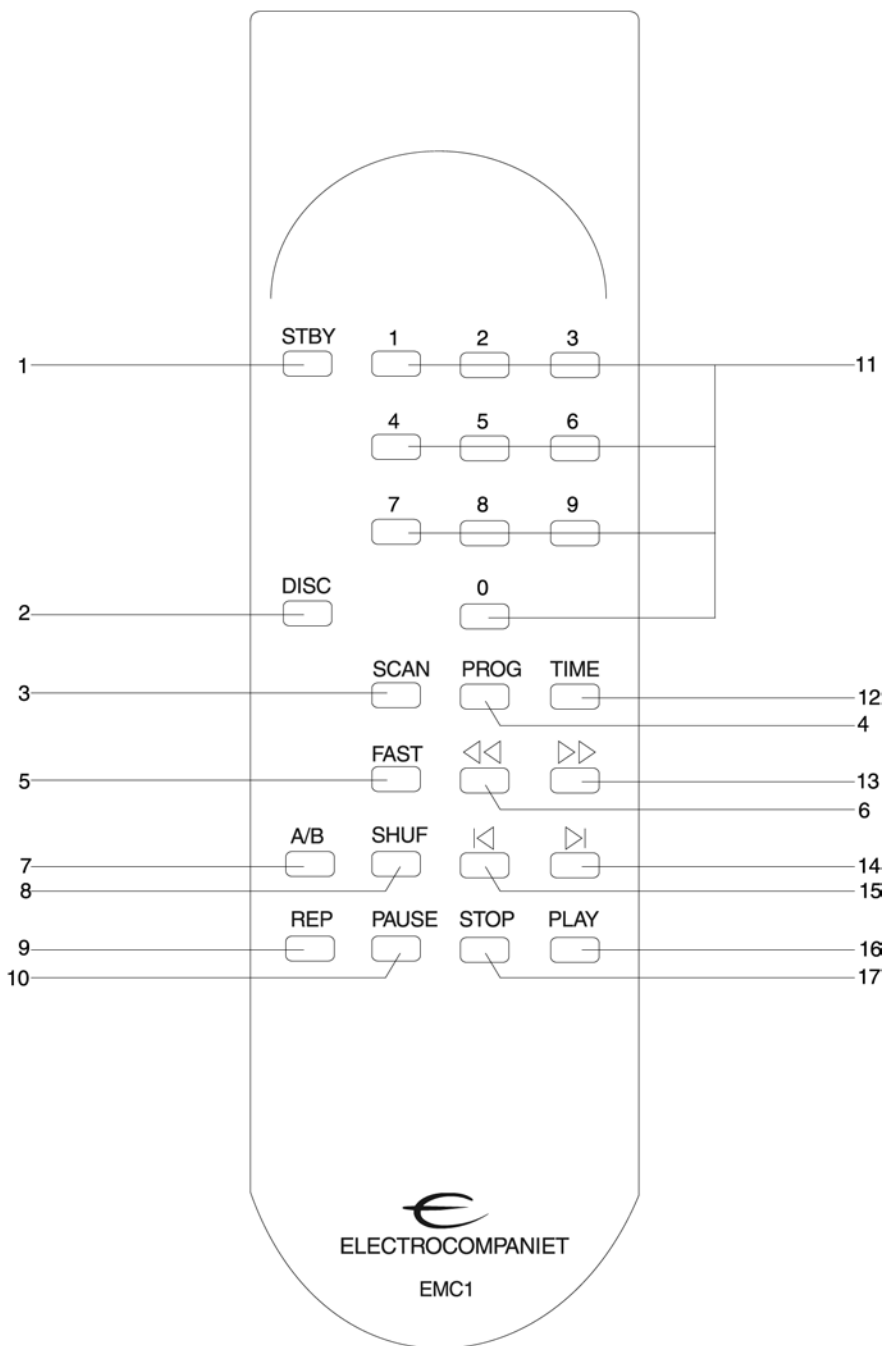 STBY 1 2 3
1 11
4 5 6
7 8 9
DISC 0
2
SCAN PROG TIME
3 12
4
FAST
5 13
6
A/B SHUF
7 14
8 15
REP PAUSE STOP PLAY
9 16
10 17
ELECTROCOMPANIET
EMC1